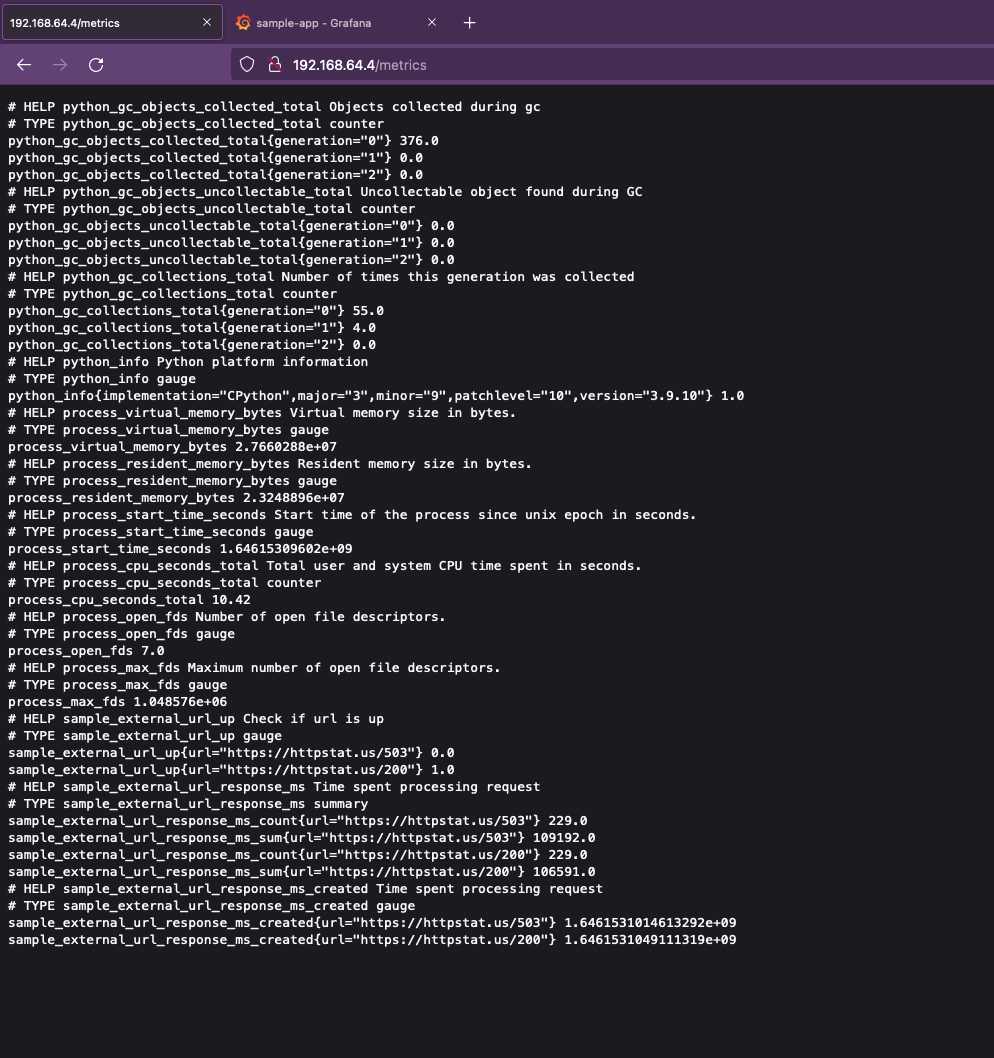 192.168.64.4/metrics
sample-app - Grafana
192.168.64.4/metrics
# HELP python_gc_objects_collected_total Objects collected during gc
# TYPE python_gc_objects_collected_total counter
python_gc_objects_collected_total{generation="0"} 376.0
python_gc_objects_collected_total{generation="1"} 0.0
python_gc_objects_collected_total{generation="2"} 0.0
# HELP python_gc_objects_uncollectable_total Uncollectable object found during GC
# TYPE python_gc_objects_uncollectable_total counter
python_gc_objects_uncollectable_total{generation="0"} 0.0
python_gc_objects_uncollectable_total{generation="1"} 0.0
python_gc_objects_uncollectable_total{generation="2"} 0.0
# HELP python_gc_collections_total Number of times this generation was collected
# TYPE python_gc_collections_total counter
python_gc_collections_total{generation="0"} 55.0
python_gc_collections_total{generation="1"} 4.0
python_gc_collections_total{generation="2"} 0.0
# HELP python_info Python platform information
# TYPE python_info gauge
python_info{implementation="CPython",major="3",minor="9",patchlevel="10",version="3.9.10"} 1.0
# HELP process_virtual_memory_bytes Virtual memory size in bytes.
# TYPE process_virtual_memory_bytes gauge
process_virtual_memory_bytes 2.7660288e+07
# HELP process_resident_memory_bytes Resident memory size in bytes.
# TYPE process_resident_memory_bytes gauge
process_resident_memory_bytes 2.3248896e+07
# HELP process_start_time_seconds Start time of the process since unix epoch in seconds.
# TYPE process_start_time_seconds gauge
process_start_time_seconds 1.64615309602e+09
# HELP process_cpu_seconds_total Total user and system CPU time spent in seconds.
# TYPE process_cpu_seconds_total counter
process_cpu_seconds_total 10.42
# HELP process_open_fds Number of open file descriptors.
# TYPE process_open_fds gauge
process_open_fds 7.0
# HELP process_max_fds Maximum number of open file descriptors.
# TYPE process_max_fds gauge
process_max_fds 1.048576e+06
# HELP sample_external_url_up Check if url is up
# TYPE sample_external_url_up gauge
sample_external_url_up{url="https://httpstat.us/503"} 0.0
sample_external_url_up{url="https://httpstat.us/200"} 1.0
# HELP sample_external_url_response_ms Time spent processing request
# TYPE sample_external_url_response_ms summary
sample_external_url_response_ms_count{url="https://httpstat.us/503"} 229.0
sample_external_url_response_ms_sum{url="https://httpstat.us/503"} 109192.0
sample_external_url_response_ms_count{url="https://httpstat.us/200"} 229.0
sample_external_url_response_ms_sum{url="https://httpstat.us/200"} 106591.0
# HELP sample_external_url_response_ms_created Time spent processing request
# TYPE sample_external_url_response_ms_created gauge
sample_external_url_response_ms_created{url="https://httpstat.us/503"} 1.6461531014613292e+09
sample_external_url_response_ms_created{url="https://httpstat.us/200"} 1.6461531049111319e+09